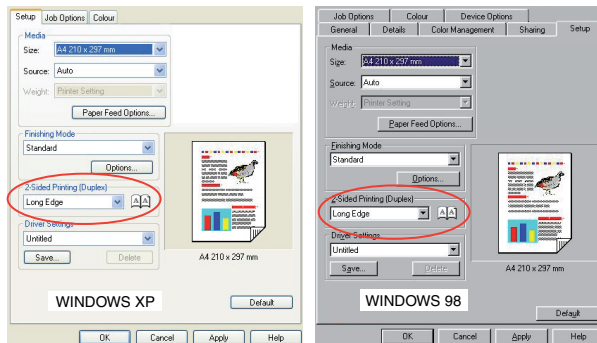 Setup Job Options Colour
Media
Size: A4 210 x 297 mm
Source: Auto
Weight: Printer Setting
Paper Feed Options...
Finishing Mode
Standard
Options...
2-Sided Printing (Duplex)
Long Edge
Driver Settings
Untitled
Save... Delete
A4 210 x 297 mm
WINDOWS XP
Default
OK Cancel Apply Help
Job Options Colour Device Options
General Details Color Management Sharing Setup
Media
Size: A4 210 x 297 mm
Source: Auto
Weight: Printer Setting
Paper Feed Options...
Finishing Mode
Standard
Options...
2-Sided Printing (Duplex)
Long Edge
Driver Settings
Untitled
Save... Delete
A4 210 x 297 mm
WINDOWS 98
Default
OK Cancel Apply Help